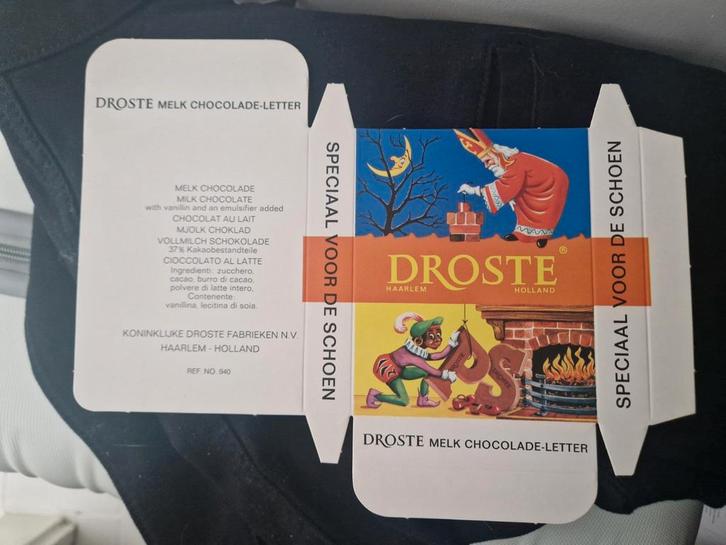 DROSTE MELK CHOCOLADE-LETTER
MELK CHOCOLADE
MILK CHOCOLATE
with vanillin and an emulsifier added
CHOCOLAT AU LAIT
MJOLK CHOKLAD
VOLLMILCH SCHOKOLADE
37% Kakaobestandteile
CIOCCOLATO AL LATTE
Ingredienti: zucchero,
cacao, burro di cacao,
polvere di latte intero,
Contenente:
vanillina, lecitina di soia.
KONINKLIJKE DROSTE FABRIEKEN N.V.
HAARLEM - HOLLAND
REF. NO. 940
SPECIAAL VOOR DE SCHOEN
DROSTE®
HAARLEM HOLLAND
DROSTE MELK CHOCOLADE-LETTER
SPECIAAL VOOR DE SCHOEN